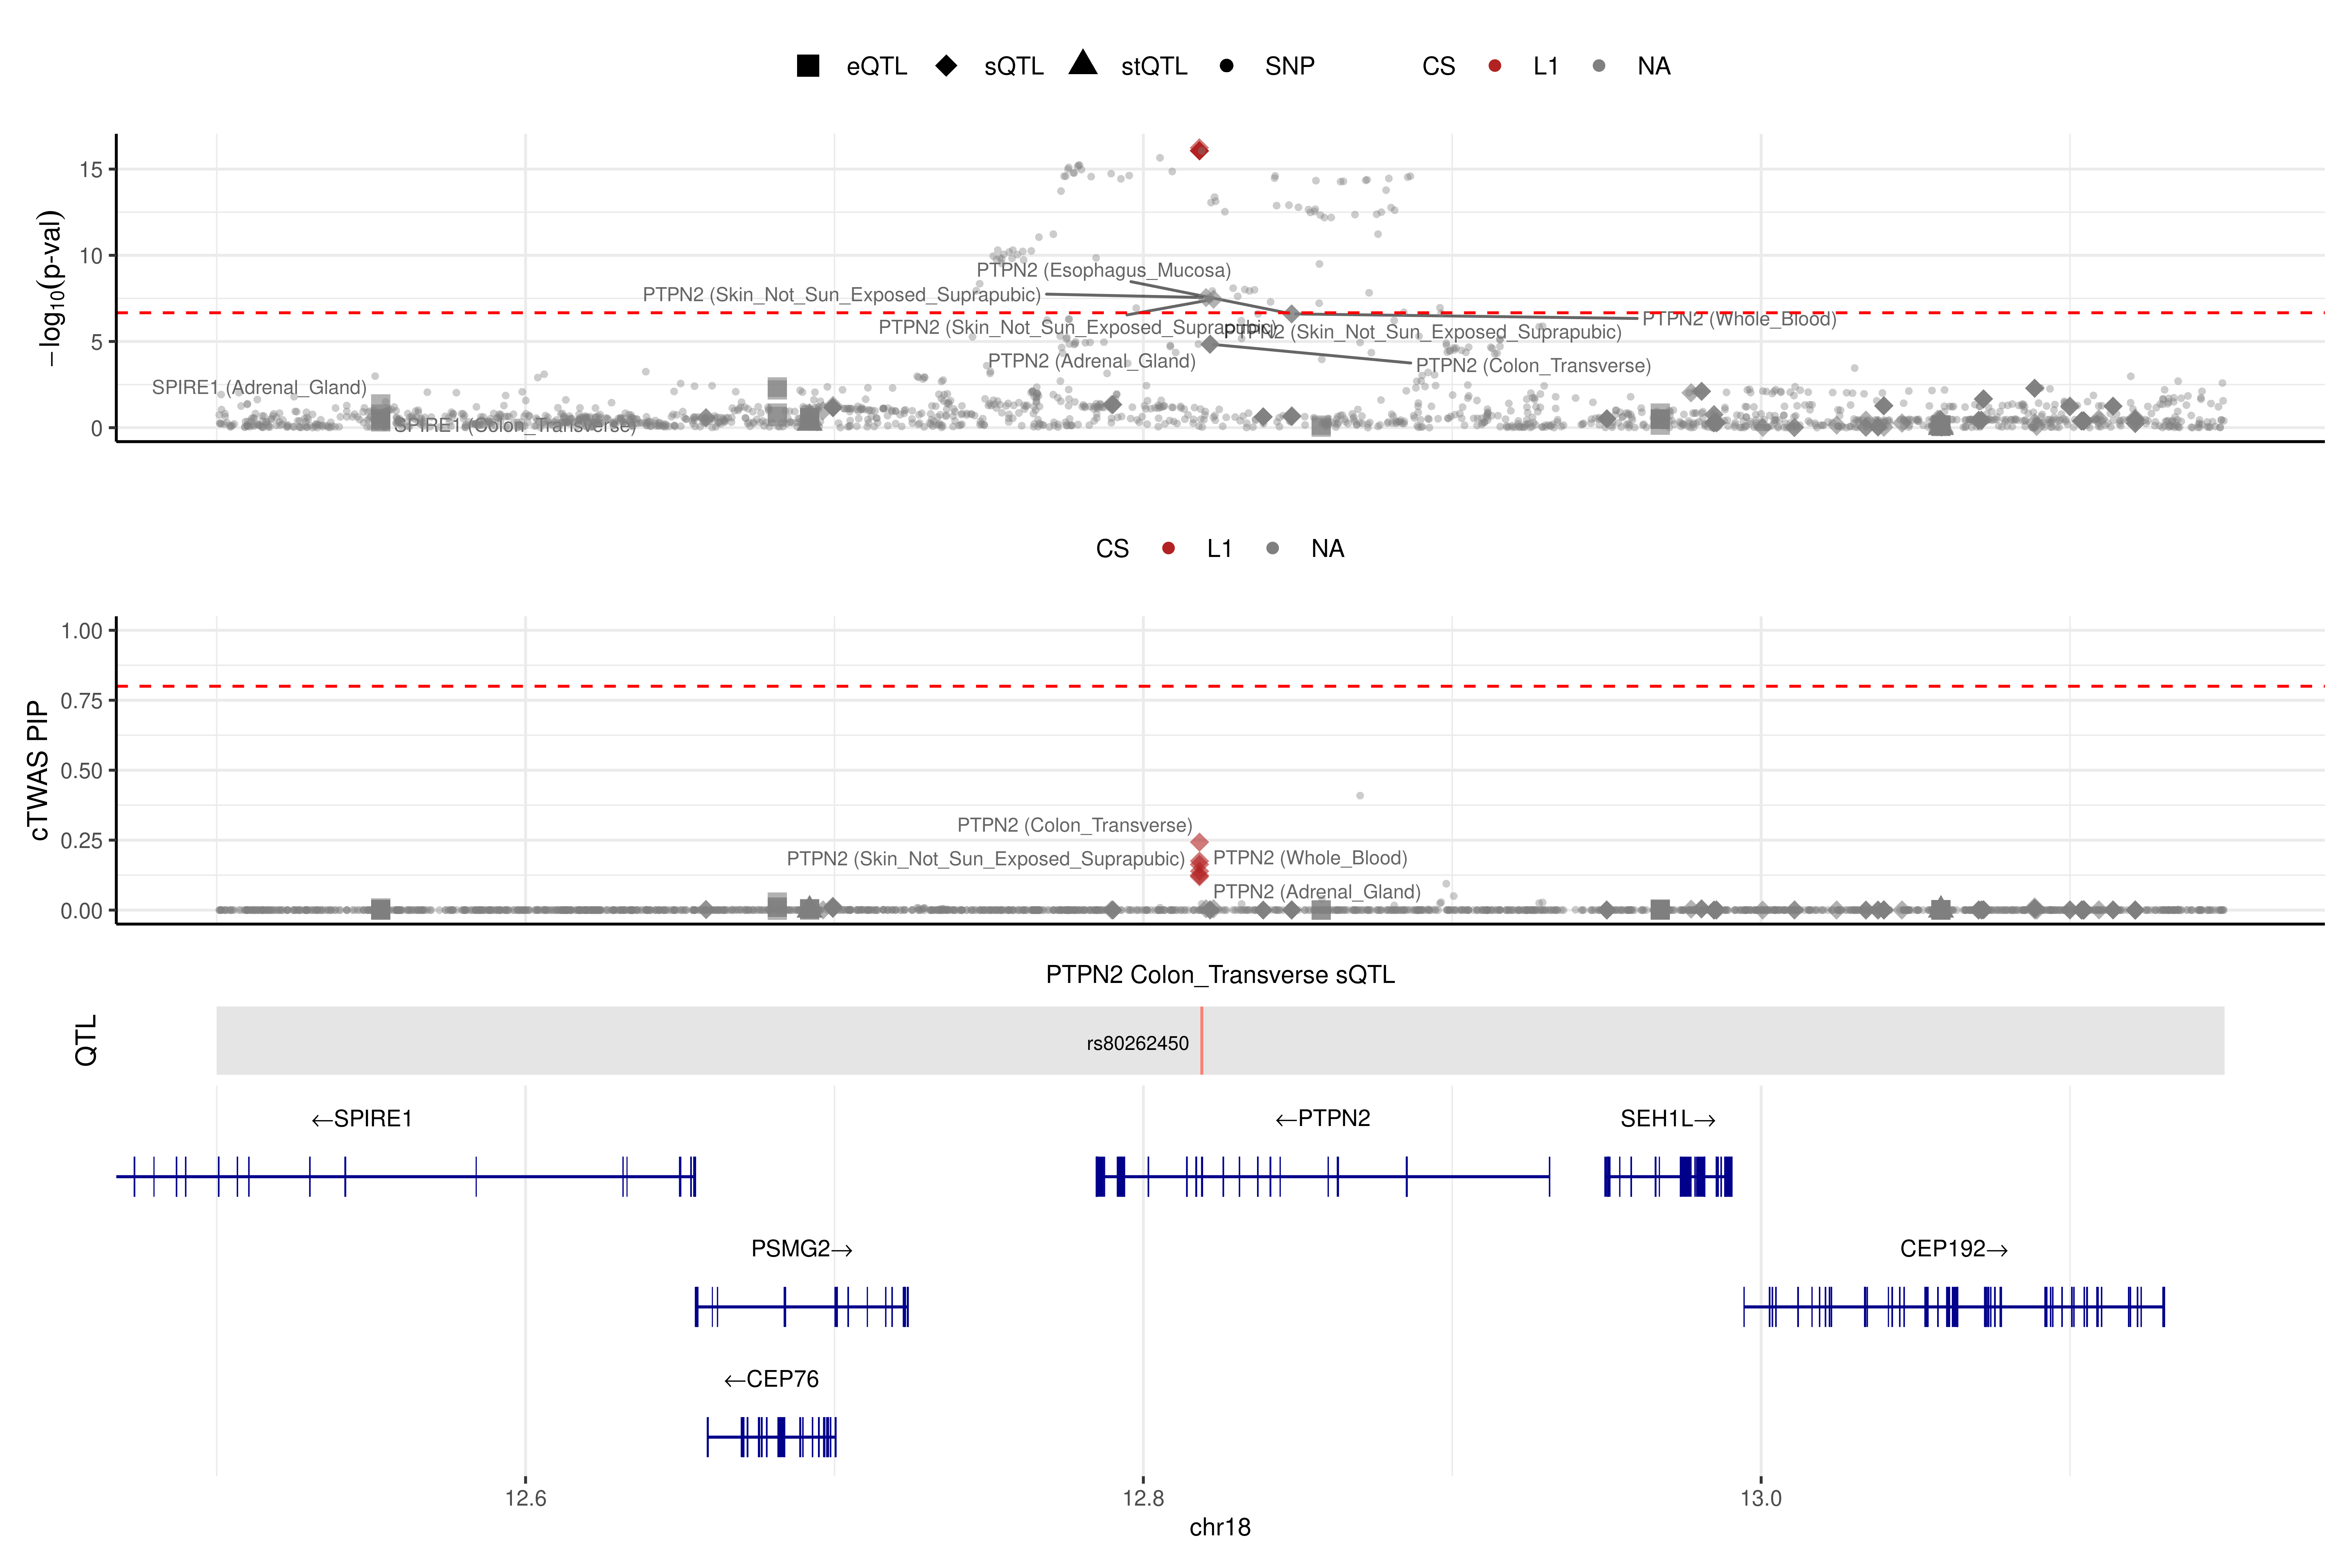 eQTL sQTL stQTL SNP CS L1 NA
−log10(p-val)
15
10
5
0
PTPN2 (Esophagus_Mucosa)
PTPN2 (Skin_Not_Sun_Exposed_Suprapubic)
PTPN2 (Skin_Not_Sun_Exposed_Suprapubic)
PTPN2 (Whole_Blood)
PTPN2 (Skin_Not_Sun_Exposed_Suprapubic)
PTPN2 (Adrenal_Gland)
PTPN2 (Colon_Transverse)
SPIRE1 (Adrenal_Gland)
SPIRE1 (Colon_Transverse)
CS L1 NA
cTWAS PIP
1.00
0.75
0.50
0.25
0.00
PTPN2 (Colon_Transverse)
PTPN2 (Skin_Not_Sun_Exposed_Suprapubic)
PTPN2 (Whole_Blood)
PTPN2 (Adrenal_Gland)
PTPN2 Colon_Transverse sQTL
QTL
rs80262450
←SPIRE1
←PTPN2
SEH1L→
PSMG2→
CEP192→
←CEP76
12.6
12.8
13.0
chr18